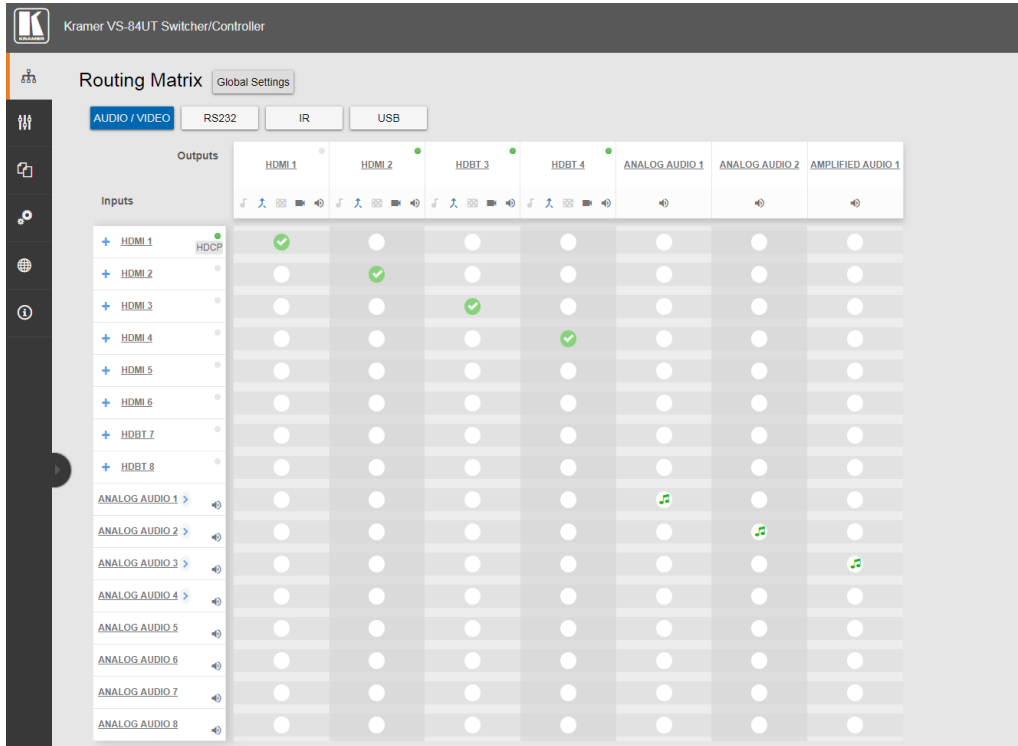 KRAMER
Kramer VS-84UT Switcher/Controller
Routing Matrix Global Settings
AUDIO / VIDEO RS232 IR USB
Outputs
HDMI 1 HDMI 2 HDBT 3 HDBT 4 ANALOG AUDIO 1 ANALOG AUDIO 2 AMPLIFIED AUDIO 1
Inputs
+ HDMI 1 HDCP
+ HDMI 2
+ HDMI 3
+ HDMI 4
+ HDMI 5
+ HDMI 6
+ HDBT 7
+ HDBT 8
ANALOG AUDIO 1 >
ANALOG AUDIO 2 >
ANALOG AUDIO 3 >
ANALOG AUDIO 4 >
ANALOG AUDIO 5
ANALOG AUDIO 6
ANALOG AUDIO 7
ANALOG AUDIO 8